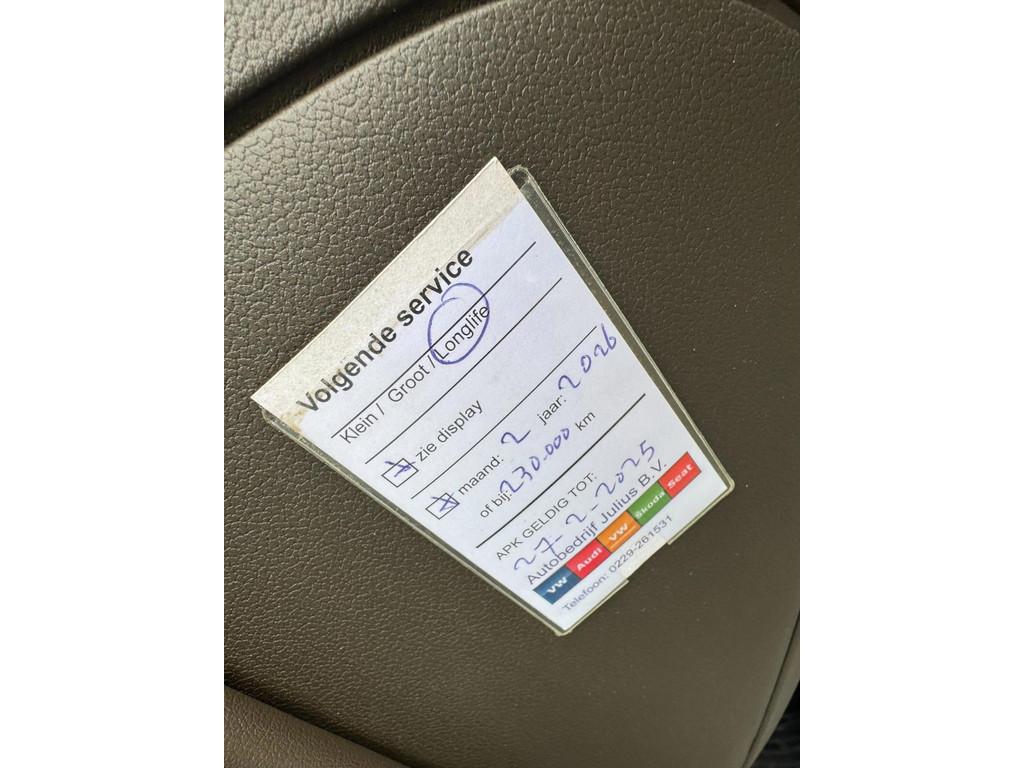 Volgende service
Klein / Groot / Longlife
zie display
maand: 2 jaar: 2026
of bij: 230.000 km
APK GELDIG TOT:
27-2-2025
Autobedrijf Julius B.V.
VW Audi VW Skoda Seat
Telefoon: 0229-261531